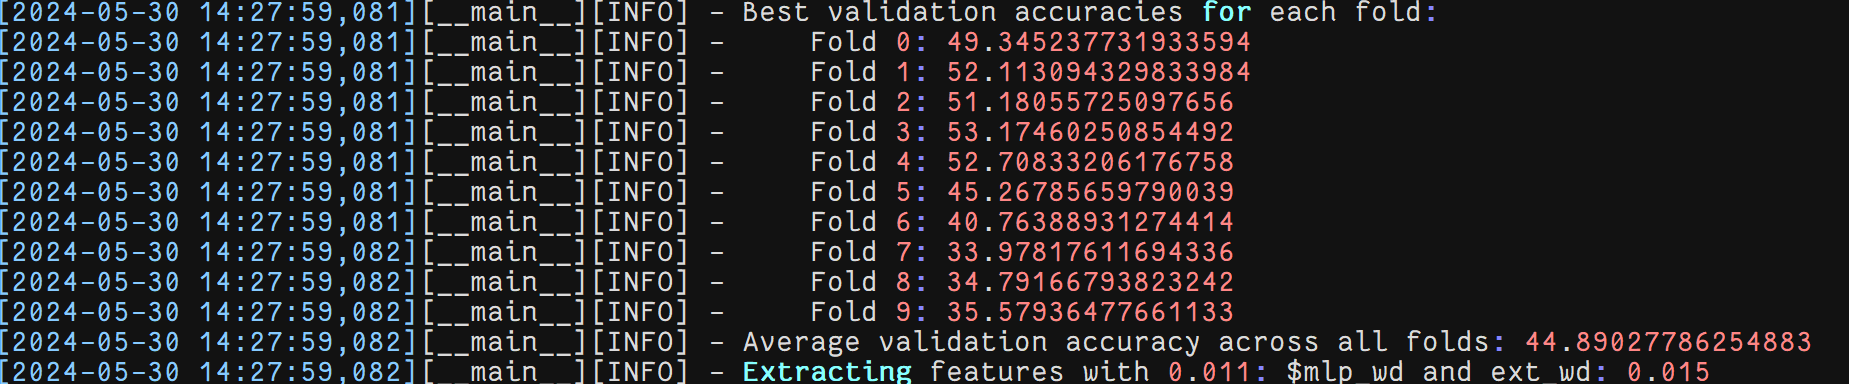 [2024-05-30 14:27:59,081][__main__][INFO] - Best validation accuracies for each fold:
[2024-05-30 14:27:59,081][__main__][INFO] -     Fold 0: 49.345237731933594
[2024-05-30 14:27:59,081][__main__][INFO] -     Fold 1: 52.113094329833984
[2024-05-30 14:27:59,081][__main__][INFO] -     Fold 2: 51.18055725097656
[2024-05-30 14:27:59,081][__main__][INFO] -     Fold 3: 53.17460250854492
[2024-05-30 14:27:59,081][__main__][INFO] -     Fold 4: 52.70833206176758
[2024-05-30 14:27:59,081][__main__][INFO] -     Fold 5: 45.26785659790039
[2024-05-30 14:27:59,081][__main__][INFO] -     Fold 6: 40.76388931274414
[2024-05-30 14:27:59,082][__main__][INFO] -     Fold 7: 33.97817611694336
[2024-05-30 14:27:59,082][__main__][INFO] -     Fold 8: 34.79166793823242
[2024-05-30 14:27:59,082][__main__][INFO] -     Fold 9: 35.57936477661133
[2024-05-30 14:27:59,082][__main__][INFO] - Average validation accuracy across all folds: 44.89027786254883
[2024-05-30 14:27:59,082][__main__][INFO] - Extracting features with 0.011: $mlp_wd and ext_wd: 0.015